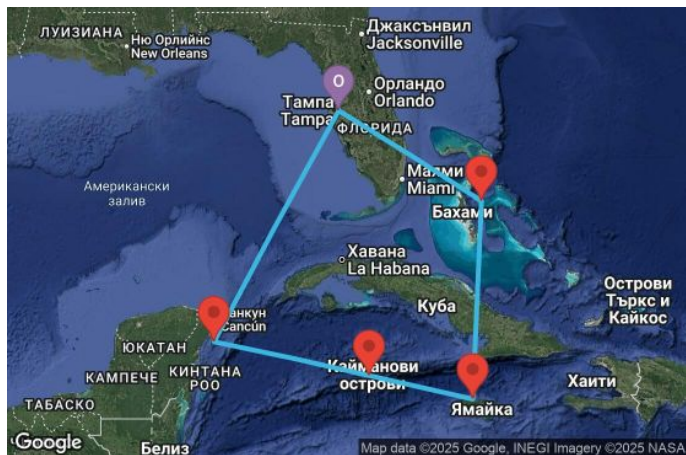 ЛУИЗИАНА
Ню Орлийнс
New Orleans
Джаксънвил
Jacksonville
O
Орландо
Orlando
Тампа
Tampa
ФЛОРИДА
Американски
залив
Маями
Miami
Бахами
Хавана
La Habana
Куба
Острови
Търкс и
Кайкос
анкун
Cancún
ЮКАТАН
КАМПЕЧЕ
КИНТАНА
РОО
Кайманови
острови
Хаити
ТАБАСКО
Ямайка
Белиз
Google
Map data ©2025 Google, INEGI Imagery ©2025 NASA